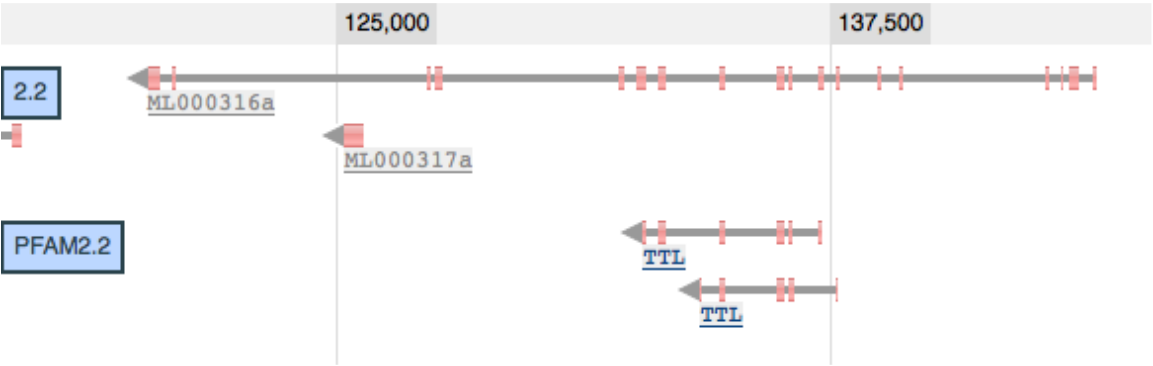 125,000 137,500
2.2
ML000316a
ML000317a
PFAM2.2
TTL
TTL